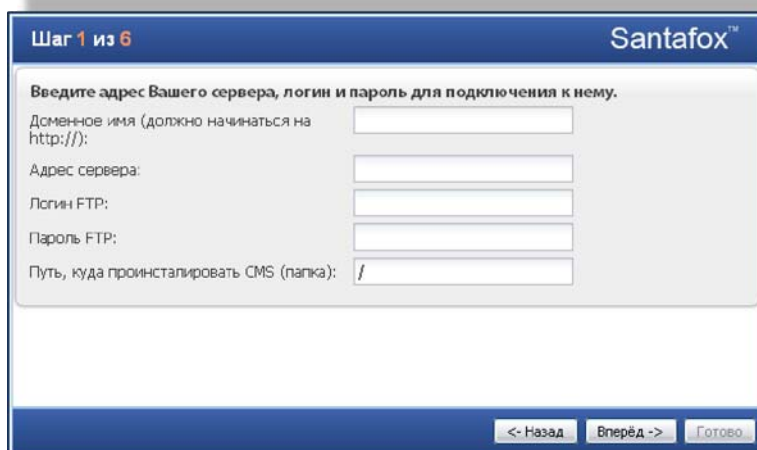 Шаг 1 из 6
Santafox™
Введите адрес Вашего сервера, логин и пароль для подключения к нему.
Доменное имя (должно начинаться на
http://):
Адрес сервера:
Логин FTP:
Пароль FTP:
Путь, куда проинсталировать CMS (папка): /
<- Назад Вперёд -> Готово